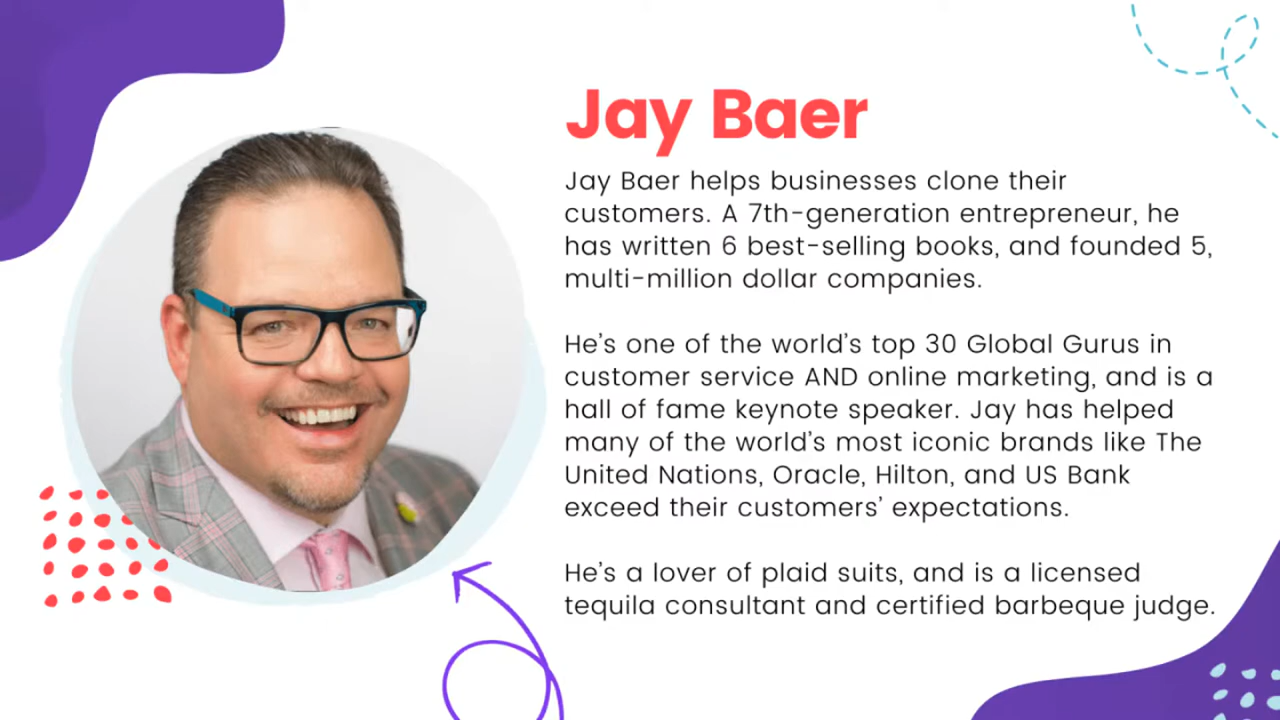 Jay Baer
Jay Baer helps businesses clone their
customers. A 7th-generation entrepreneur, he
has written 6 best-selling books, and founded 5,
multi-million dollar companies.
He’s one of the world’s top 30 Global Gurus in
customer service AND online marketing, and is a
hall of fame keynote speaker. Jay has helped
many of the world’s most iconic brands like The
United Nations, Oracle, Hilton, and US Bank
exceed their customers’ expectations.
He’s a lover of plaid suits, and is a licensed
tequila consultant and certified barbeque judge.